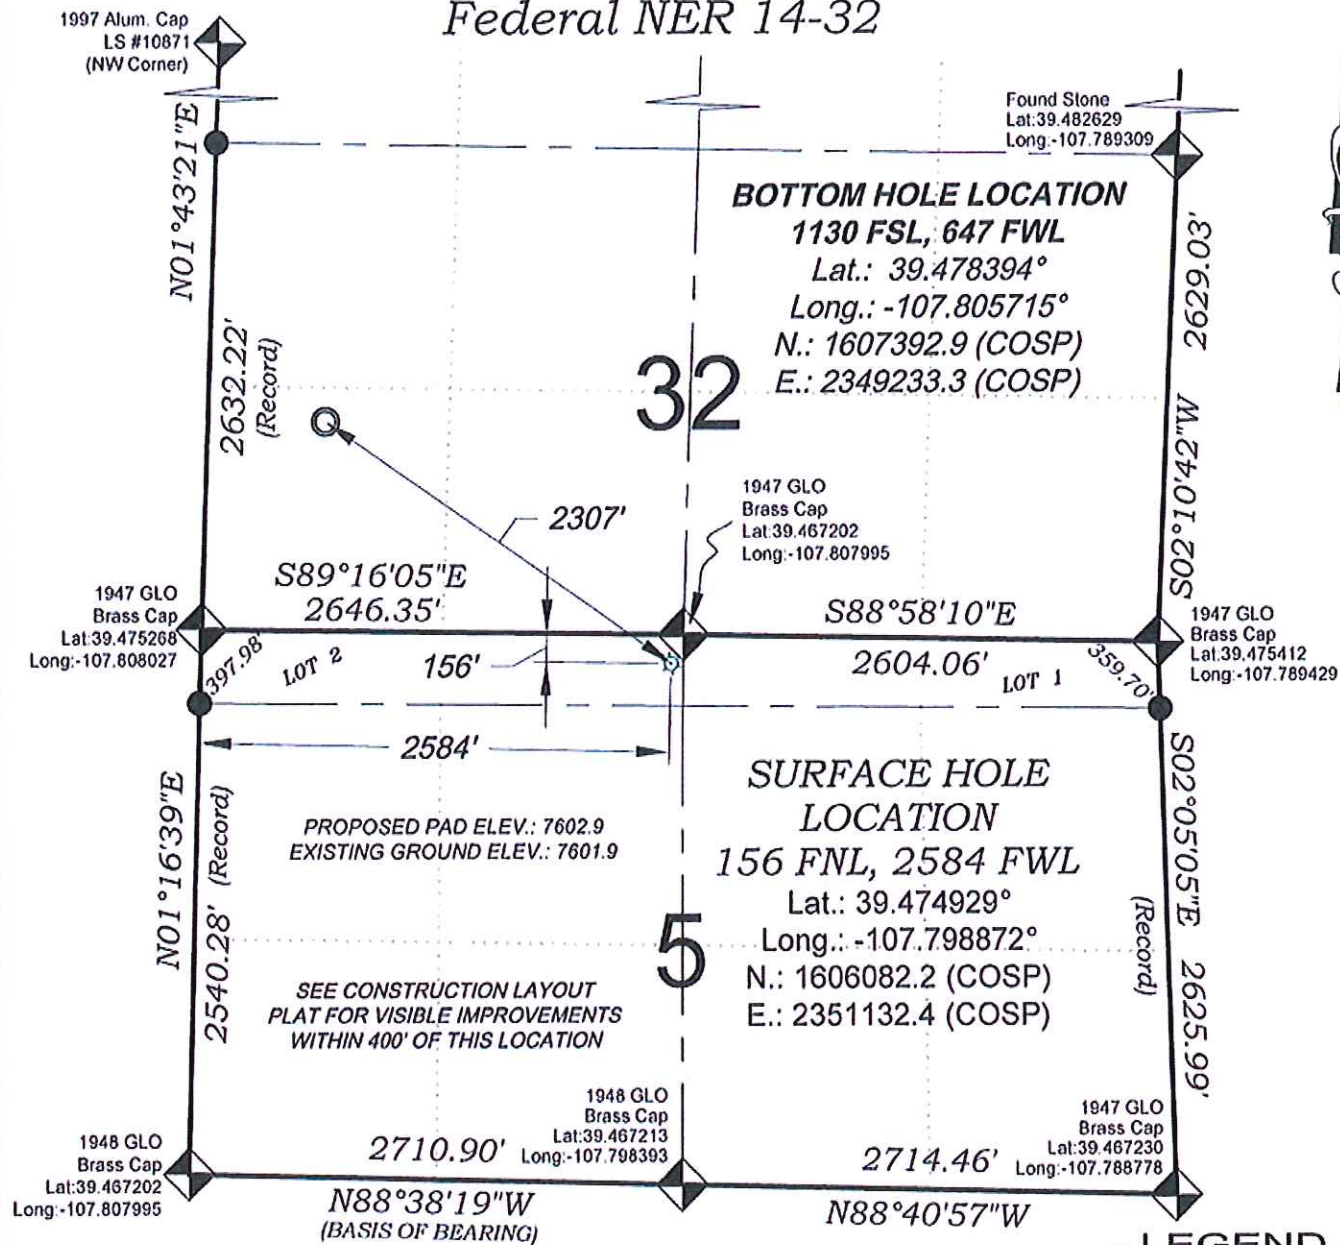 Federal NER 14-32
1997 Alum. Cap
LS #10871
(NW Corner)
Found Stone
Lat:39.482629
Long:-107.789309
N01°43'21"E
BOTTOM HOLE LOCATION
1130 FSL, 647 FWL
Lat.: 39.478394°
Long.: -107.805715°
N.: 1607392.9 (COSP)
E.: 2349233.3 (COSP)
2629.03'
2632.22'
(Record)
32
S02°10'42"W
2307'
1947 GLO
Brass Cap
Lat:39.467202
Long:-107.807995
S89°16'05"E
2646.35'
S88°58'10"E
2604.06'
1947 GLO
Brass Cap
Lat:39.475268
Long:-107.808027
1947 GLO
Brass Cap
Lat:39.475412
Long:-107.789429
397.98'
LOT 2
156'
LOT 1
359.70'
2584'
N01°16'39"E
2540.28' (Record)
PROPOSED PAD ELEV.: 7602.9
EXISTING GROUND ELEV.: 7601.9
SURFACE HOLE
LOCATION
156 FNL, 2584 FWL
Lat.: 39.474929°
Long.: -107.798872°
N.: 1606082.2 (COSP)
E.: 2351132.4 (COSP)
S02°05'05"E 2625.99'
(Record)
5
SEE CONSTRUCTION LAYOUT
PLAT FOR VISIBLE IMPROVEMENTS
WITHIN 400' OF THIS LOCATION
1948 GLO
Brass Cap
Lat:39.467202
Long:-107.807995
2710.90'
N88°38'19"W
(BASIS OF BEARING)
1948 GLO
Brass Cap
Lat:39.467213
Long:-107.798393
2714.46'
N88°40'57"W
1947 GLO
Brass Cap
Lat:39.467230
Long:-107.788778
LEGEND